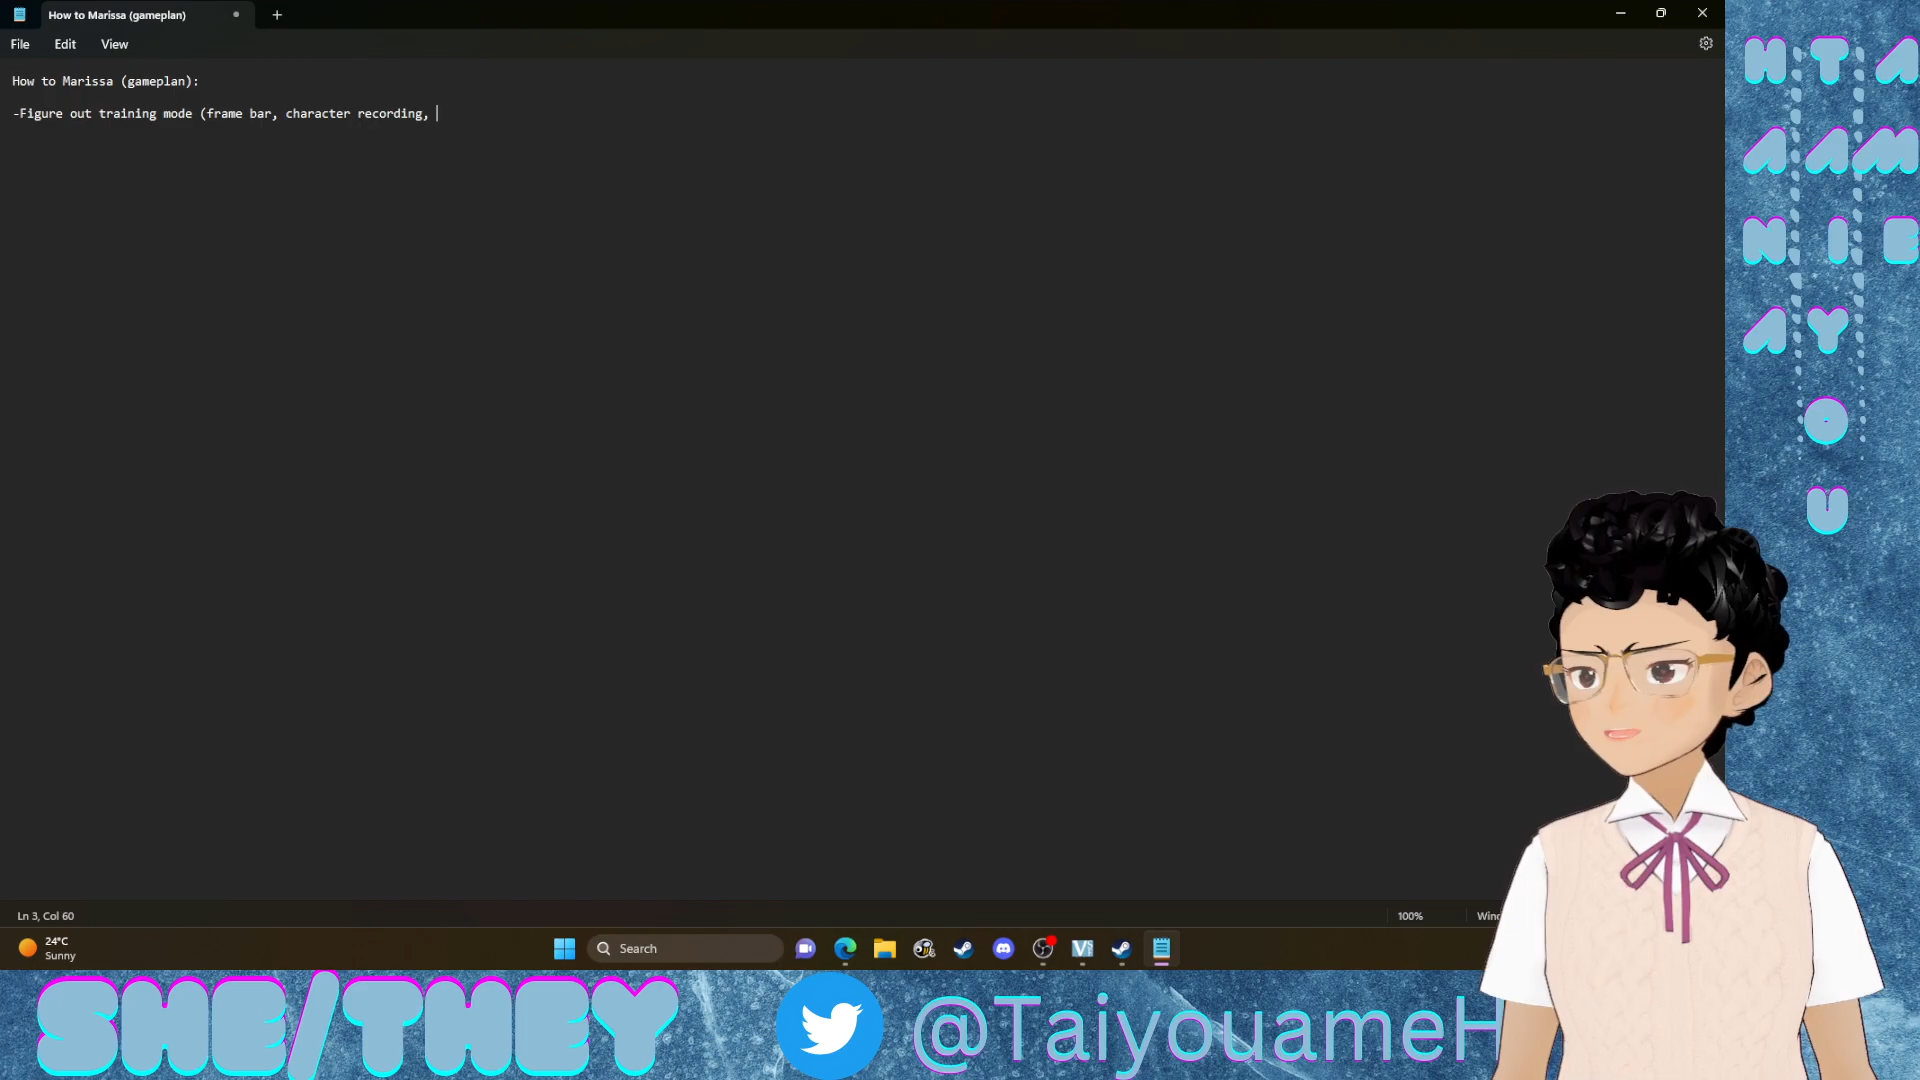 How to Marissa (gameplan)
File Edit View
How to Marissa (gameplan):
-Figure out training mode (frame bar, character recording,
Ln 3, Col 60
100%
Wind
24°C
Sunny
Search
SHE/THEY
@TaiyouameH
H T A
A A M
N I E
A Y
O
U